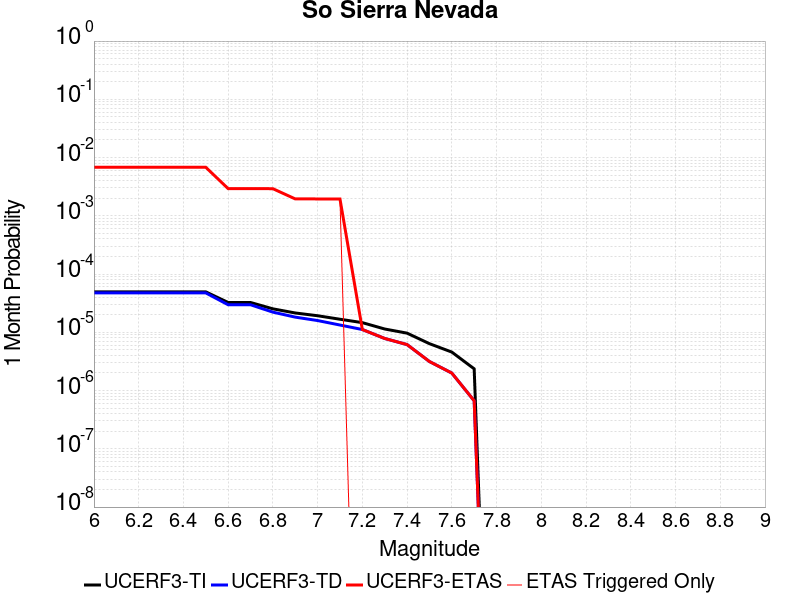 So Sierra Nevada
10^0
10^-1
10^-2
10^-3
10^-4
10^-5
10^-6
10^-7
10^-8
1 Month Probability
6 6.2 6.4 6.6 6.8 7 7.2 7.4 7.6 7.8 8 8.2 8.4 8.6 8.8 9
Magnitude
UCERF3-TI UCERF3-TD UCERF3-ETAS ETAS Triggered Only